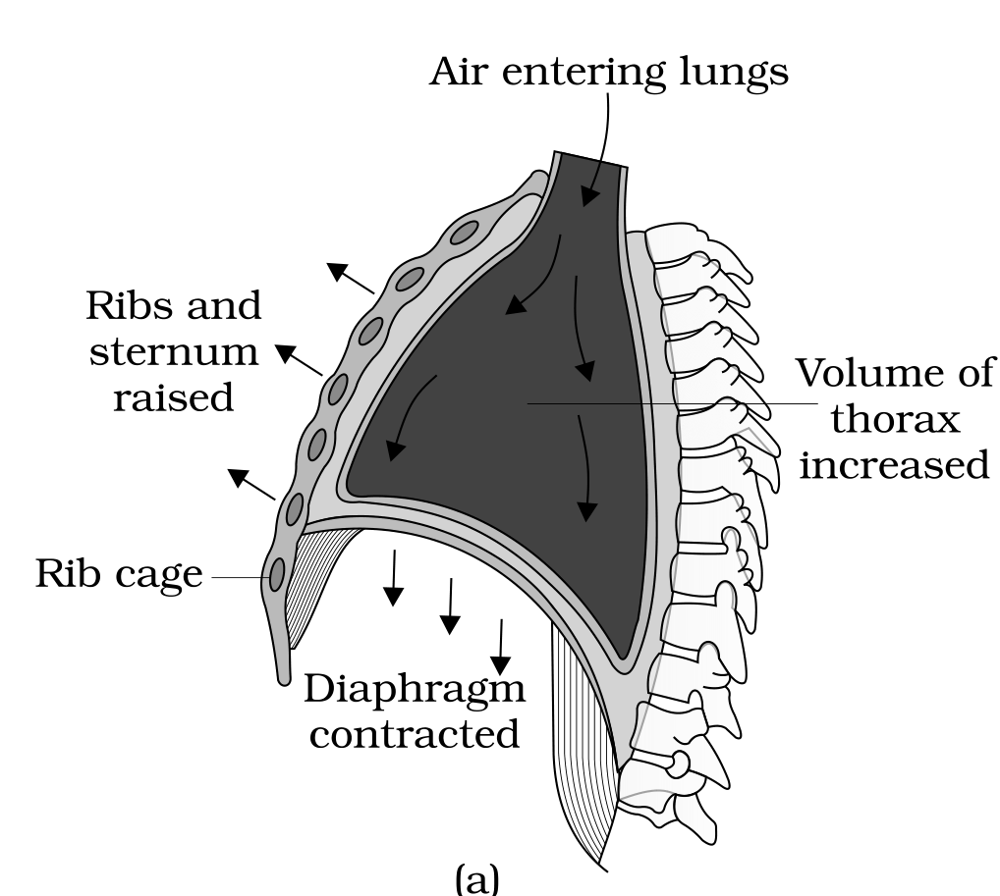 Air entering lungs
Ribs and
sternum
raised
Volume of
thorax
increased
Rib cage
Diaphragm
contracted
(a)